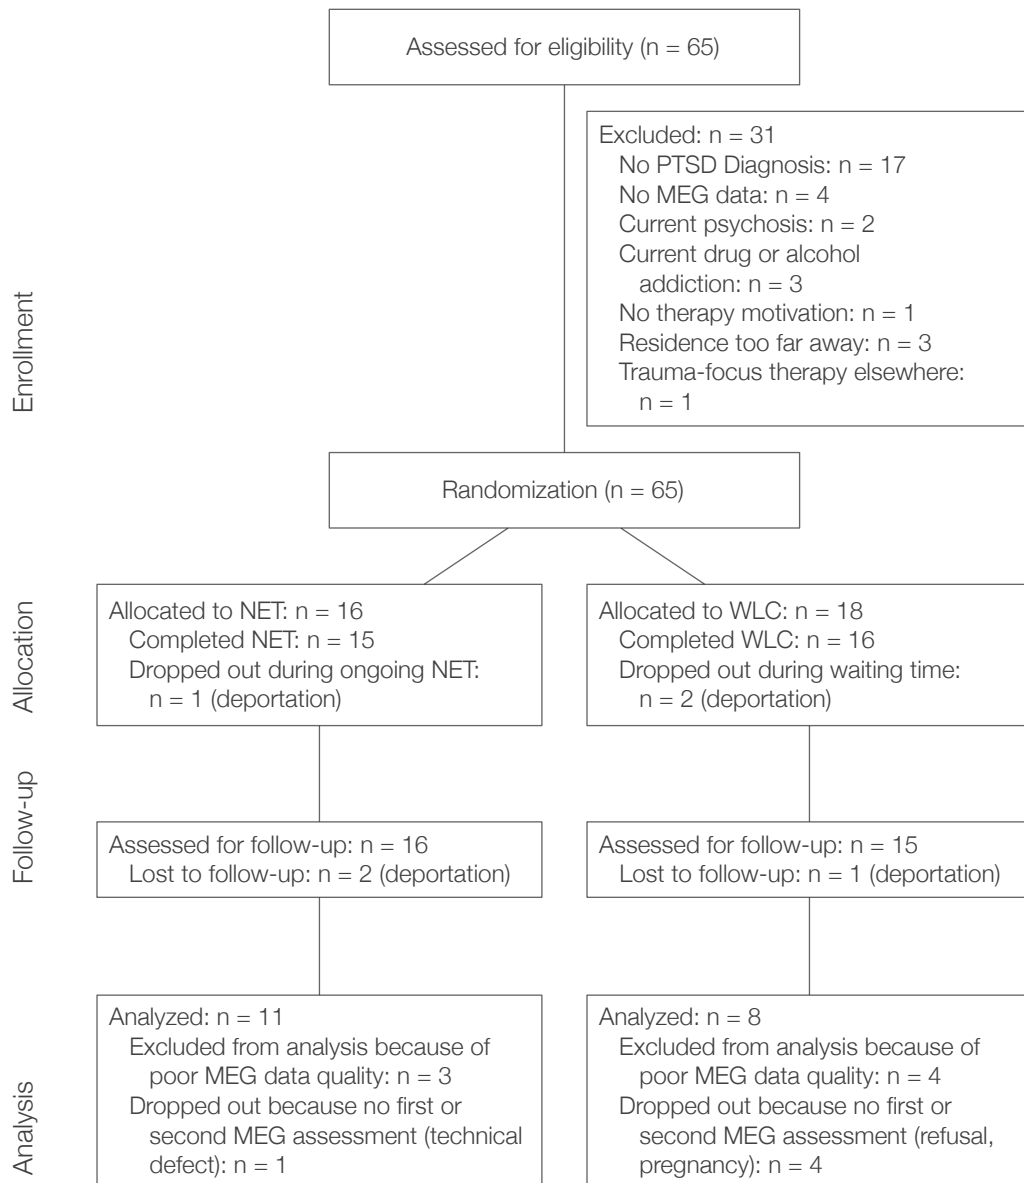 Assessed for eligibility (n = 65)
Excluded: n = 31
No PTSD Diagnosis: n = 17
No MEG data: n = 4
Current psychosis: n = 2
Current drug or alcohol
addiction: n = 3
No therapy motivation: n = 1
Residence too far away: n = 3
Trauma-focus therapy elsewhere:
n = 1
Enrollment
Randomization (n = 65)
Allocation
Allocated to NET: n = 16
Completed NET: n = 15
Dropped out during ongoing NET:
n = 1 (deportation)
Allocated to WLC: n = 18
Completed WLC: n = 16
Dropped out during waiting time:
n = 2 (deportation)
Follow-up
Assessed for follow-up: n = 16
Lost to follow-up: n = 2 (deportation)
Assessed for follow-up: n = 15
Lost to follow-up: n = 1 (deportation)
Analysis
Analyzed: n = 11
Excluded from analysis because of
poor MEG data quality: n = 3
Dropped out because no first or
second MEG assessment (technical
defect): n = 1
Analyzed: n = 8
Excluded from analysis because of
poor MEG data quality: n = 4
Dropped out because no first or
second MEG assessment (refusal,
pregnancy): n = 4